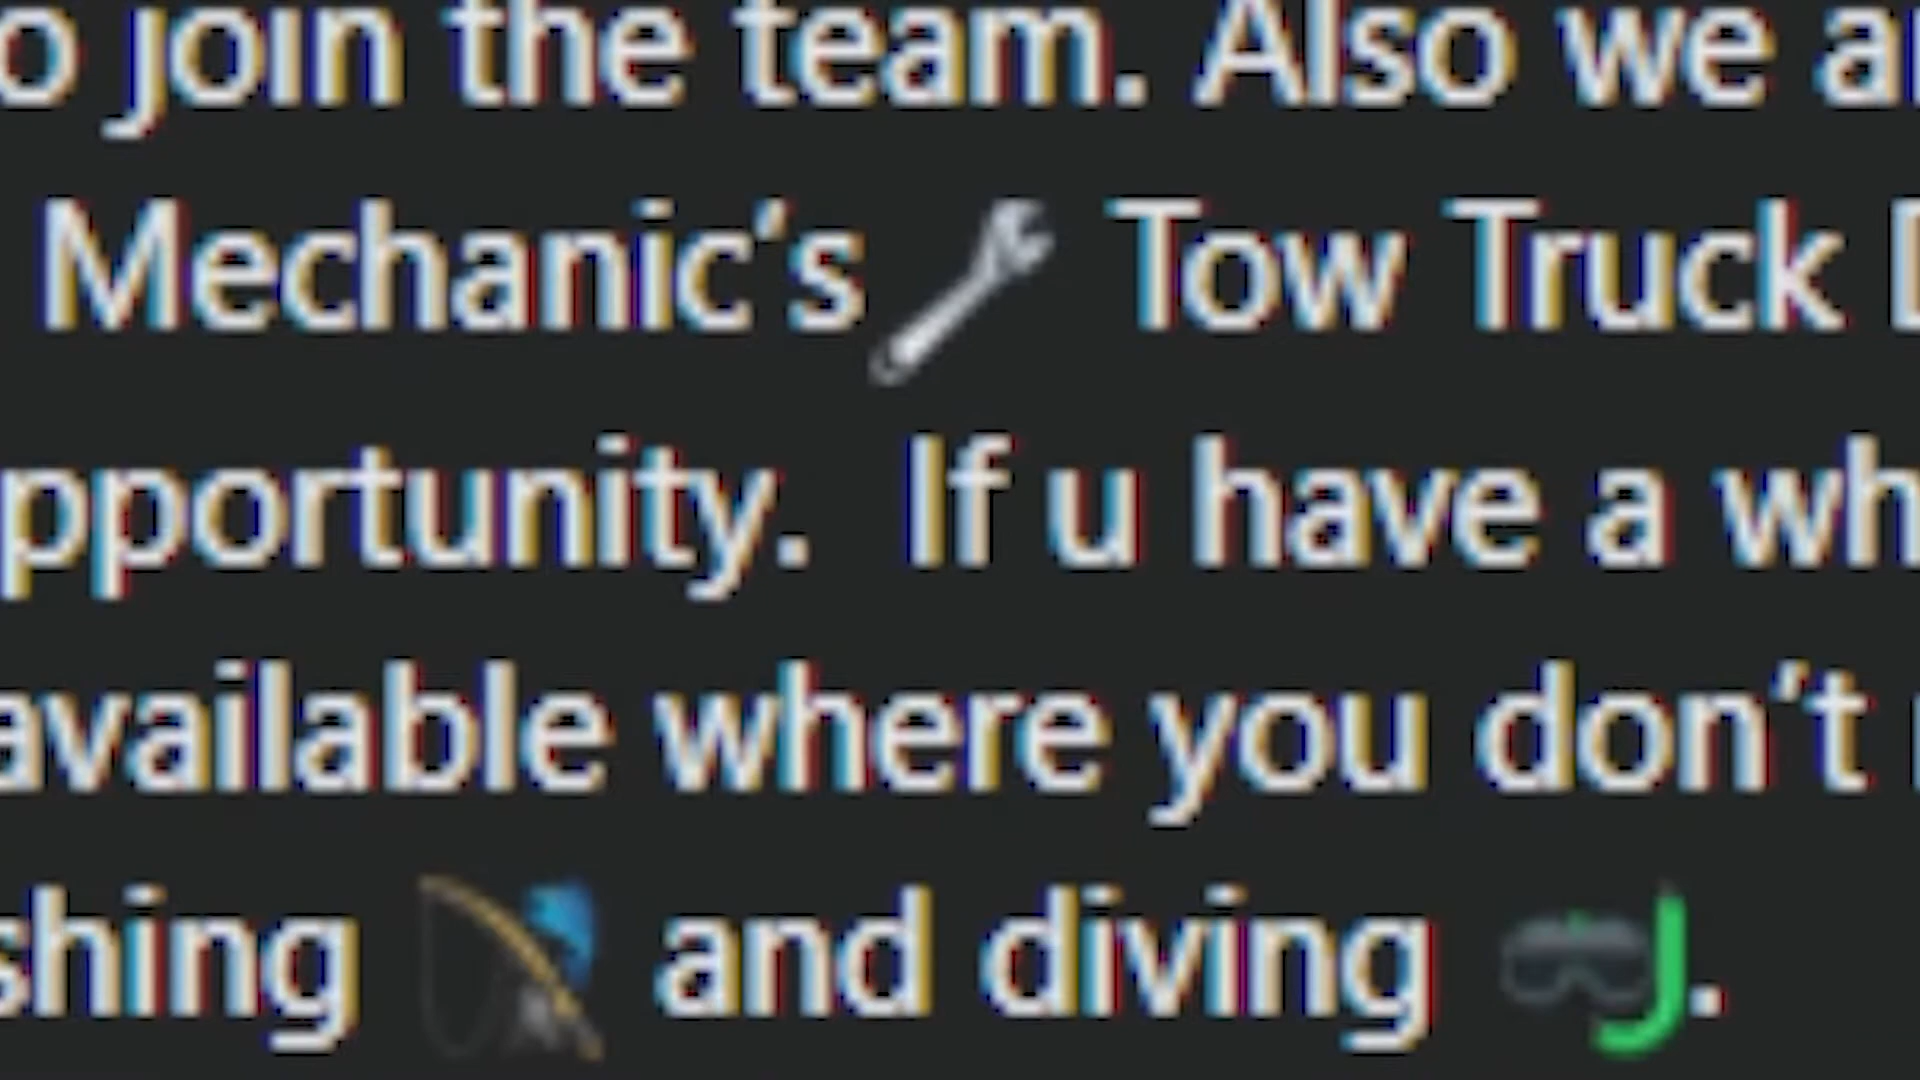 o join the team. Also we a
Mechanic's🔧 Tow Truck D
pportunity.  If u have a wh
available where you don't
shing 🎣 and diving 🤿.